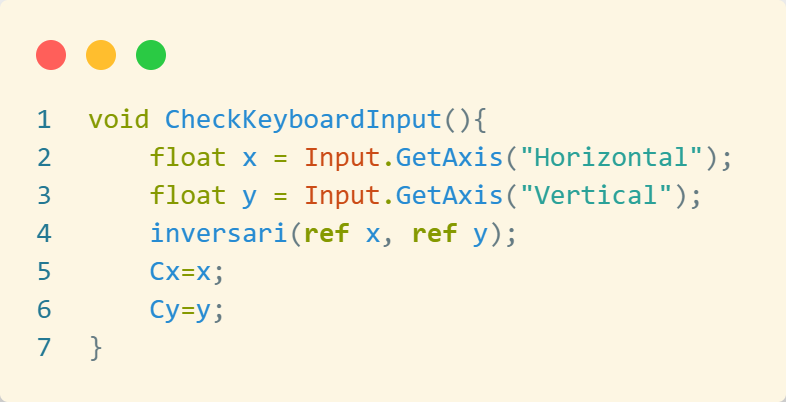 1 void CheckKeyboardInput(){
2 float x = Input.GetAxis("Horizontal");
3 float y = Input.GetAxis("Vertical");
4 inversari(ref x, ref y);
5 Cx=x;
6 Cy=y;
7 }